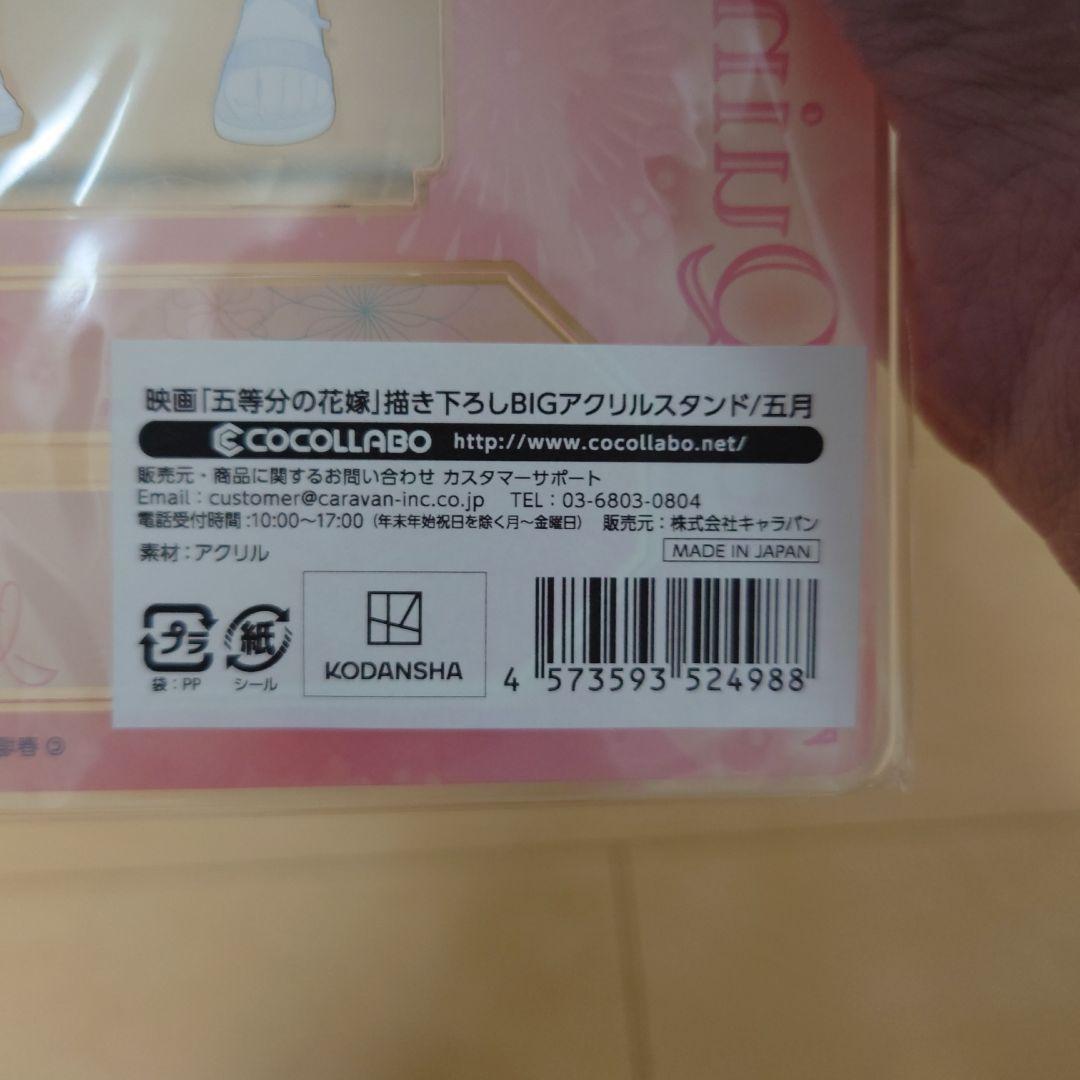 映画「五等分の花嫁」描き下ろしBIGアクリルスタンド/五月
COCOLLABO http://www.cocollabo.net/
販売元・商品に関するお問い合わせ カスタマーサポート
Email：customer@caravan-inc.co.jp TEL：03-6803-0804
電話受付時間:10:00～17:00（年末年始祝日を除く月～金曜日） 販売元：株式会社キャラバン
素材：アクリル
MADE IN JAPAN
プラ
紙
袋：PP
シール
KODANSHA
4 573593 524988